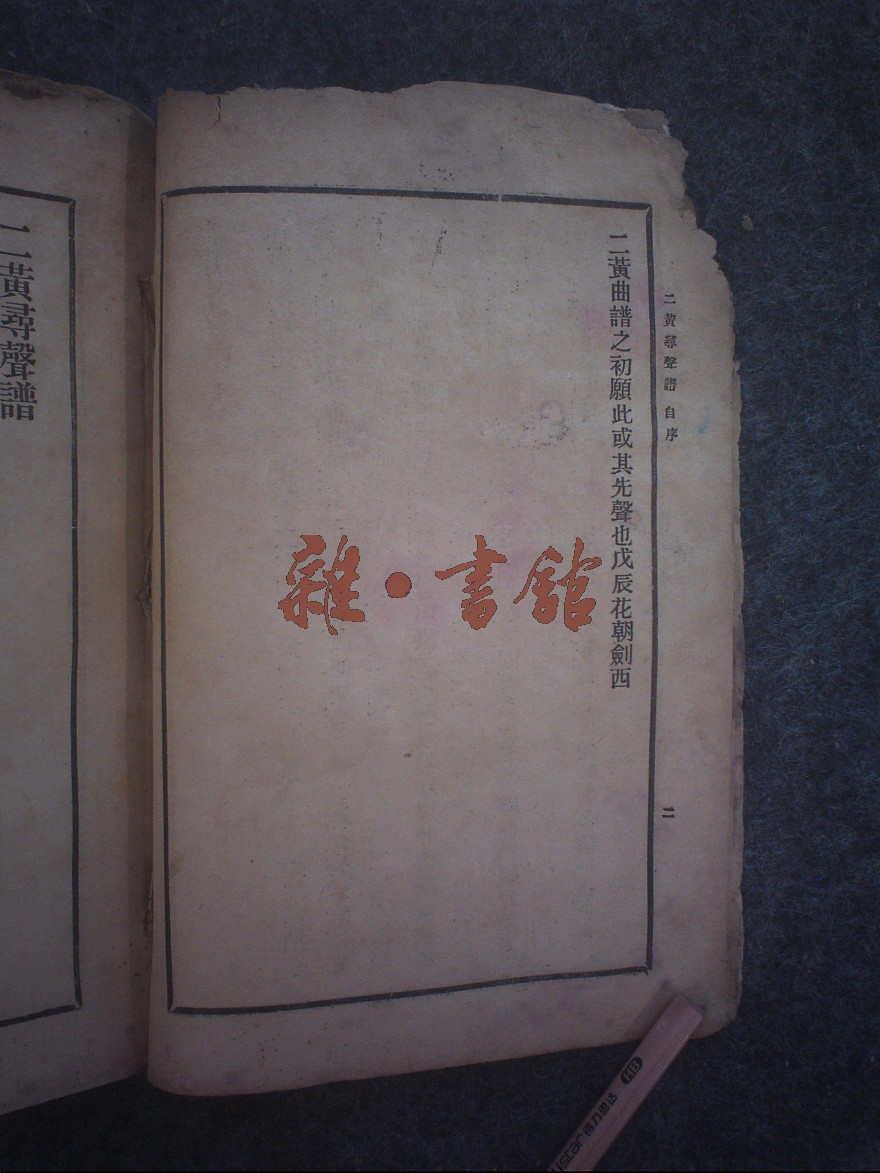 二黃尋聲譜 自序
二
二黃曲譜之初願此或其先聲也戊辰花朝劍西
二黃尋聲譜
雜·書館
HB